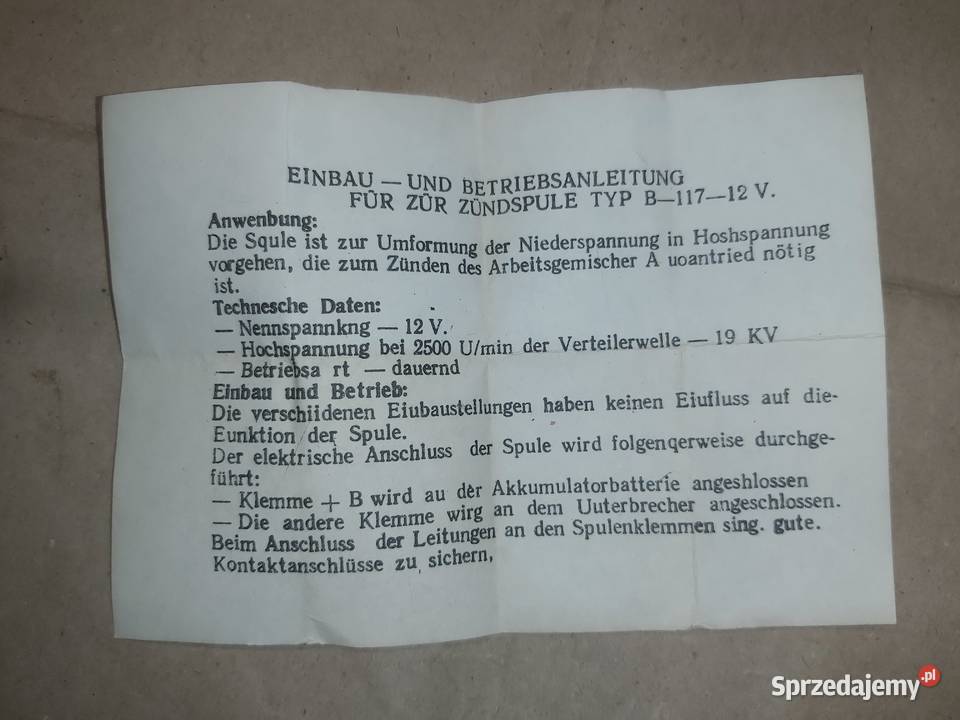 EINBAU — UND BETRIEBSANLEITUNG
FÜR ZÜR ZÜNDSPULE TYP B—117—12 V.
Anwenbung:
Die Squle ist zur Umformung der Niederspannung in Hoshspannung
vorgehen, die zum Zünden des Arbeitsgemischer A uoantried nötig
ist.
Technesche Daten:
— Nennspannkng — 12 V.
— Hochspannung bei 2500 U/min der Verteilerwelle — 19 KV
— Betriebsa rt — dauernd
Einbau und Betrieb:
Die verschiidenen Eiubaustellungen haben keinen Eiufluss auf die-
Eunktion der Spule.
Der elektrische Anschluss der Spule wird folgenqerweise durchge-
führt:
— Klemme + B wird au der Akkumulatorbatterie angeshlossen
— Die andere Klemme wirg an dem Uuterbrecher angeschlossen.
Beim Anschluss der Leitungen an den Spulenklemmen sing. gute.
Kontaktanschlüsse zu sichern,
Sprzedajemy.pl